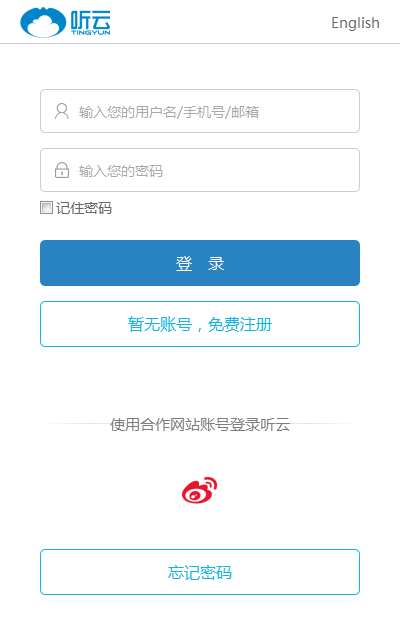 听云
TINGYUN
English
输入您的用户名/手机号/邮箱
输入您的密码
记住密码
登 录
暂无账号，免费注册
使用合作网站账号登录听云
忘记密码